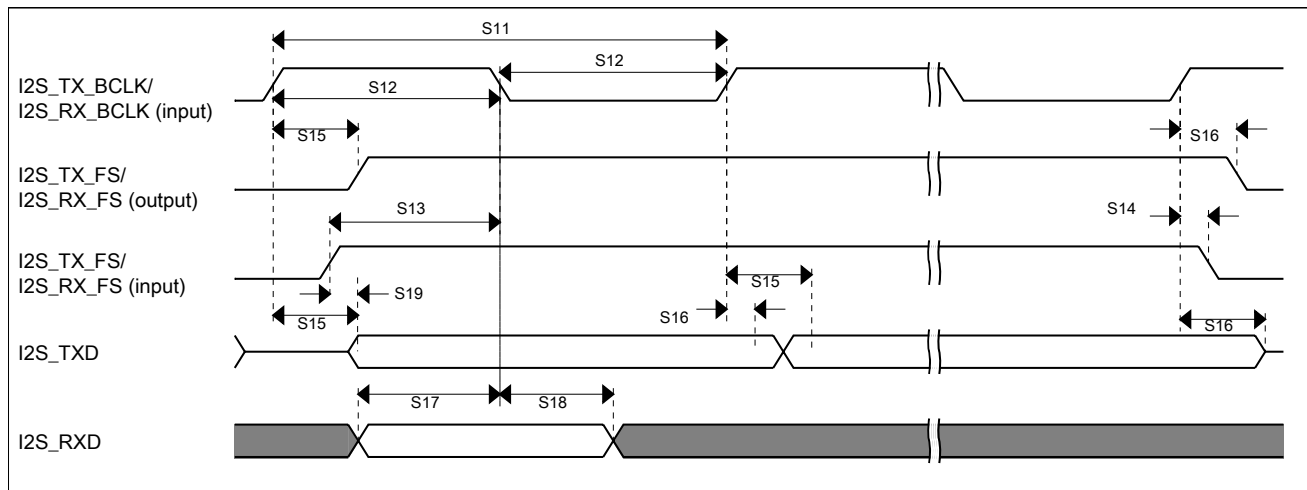 S11
I2S_TX_BCLK/
I2S_RX_BCLK (input)
S12
S12
S15
S16
I2S_TX_FS/
I2S_RX_FS (output)
S13
S14
I2S_TX_FS/
I2S_RX_FS (input)
S15
S19
S15
S16
S16
I2S_TXD
S17
S18
I2S_RXD